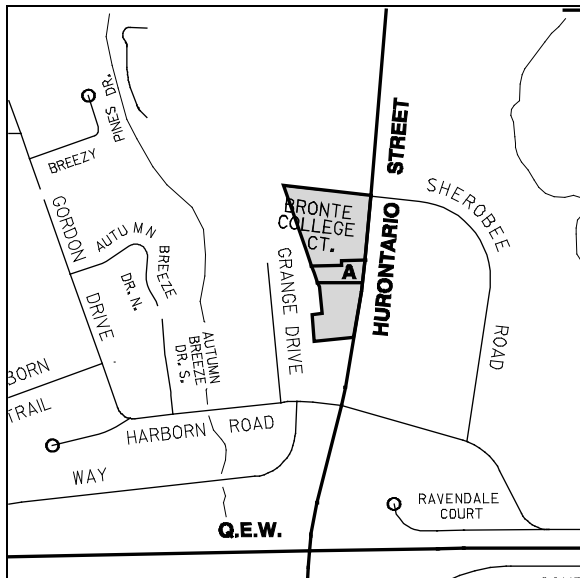 PINES DR.
BREEZY
GORDON
DRIVE
AUTUMN
BREEZE
DR. N.
AUTUMN
BREEZE
DR. S.
BRONTE
COLLEGE
CT.
A
GRANGE DRIVE
HURONTARIO STREET
SHEROBEE
ROAD
BORN
TRAIL
HARBORN ROAD
WAY
RAVENDALE
COURT
Q.E.W.